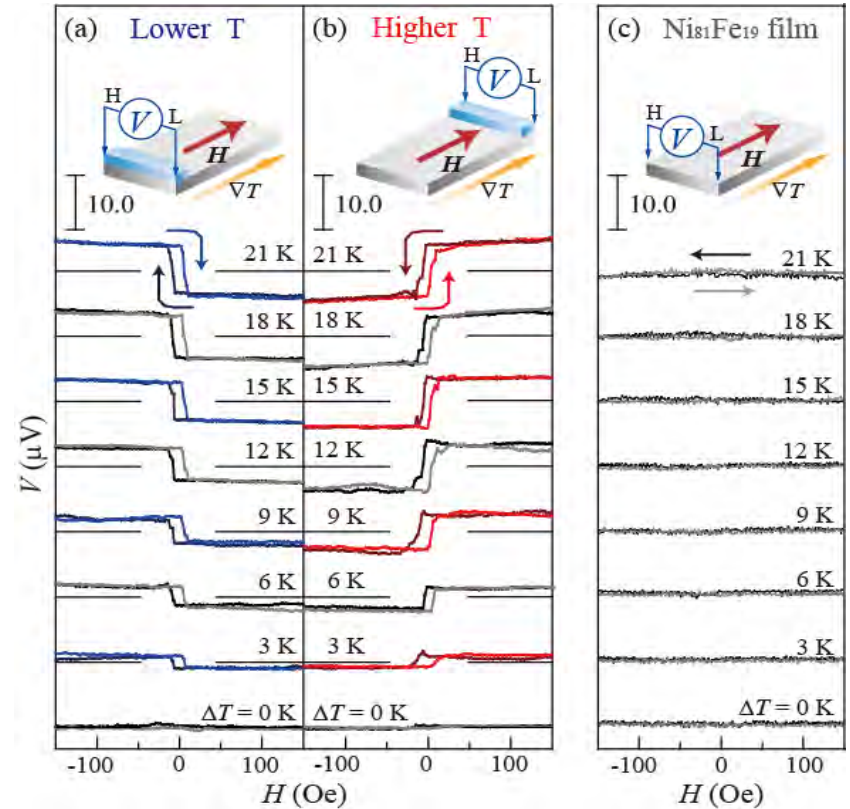 (a) Lower T
(b) Higher T
(c) Ni₈₁Fe₁₉ film
H
V
L
H
∇T
10.0
H
V
L
H
∇T
10.0
H
V
L
H
∇T
10.0
21 K
18 K
15 K
12 K
9 K
6 K
3 K
ΔT = 0 K
21 K
18 K
15 K
12 K
9 K
6 K
3 K
ΔT = 0 K
21 K
18 K
15 K
12 K
9 K
6 K
3 K
ΔT = 0 K
V (μV)
-100 0 100
-100 0 100
-100 0 100
H (Oe)
H (Oe)
H (Oe)